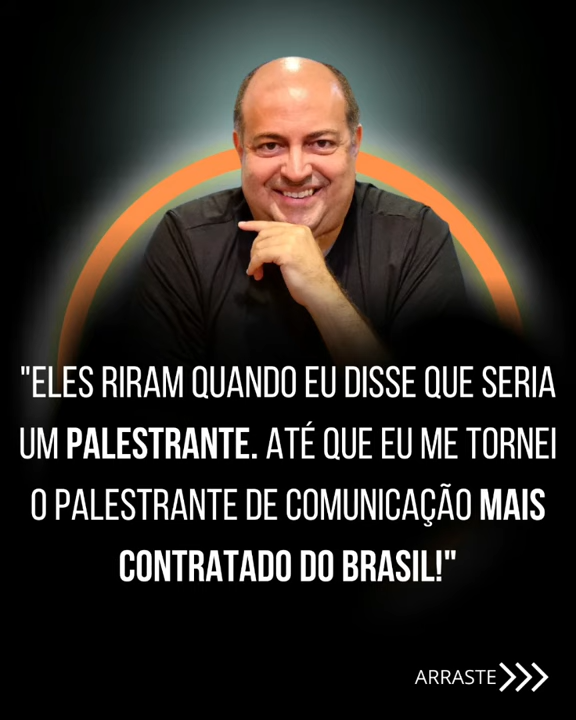 "ELES RIRAM QUANDO EU DISSE QUE SERIA
UM PALESTRANTE. ATÉ QUE EU ME TORNEI
O PALESTRANTE DE COMUNICAÇÃO MAIS
CONTRATADO DO BRASIL!"
ARRASTE